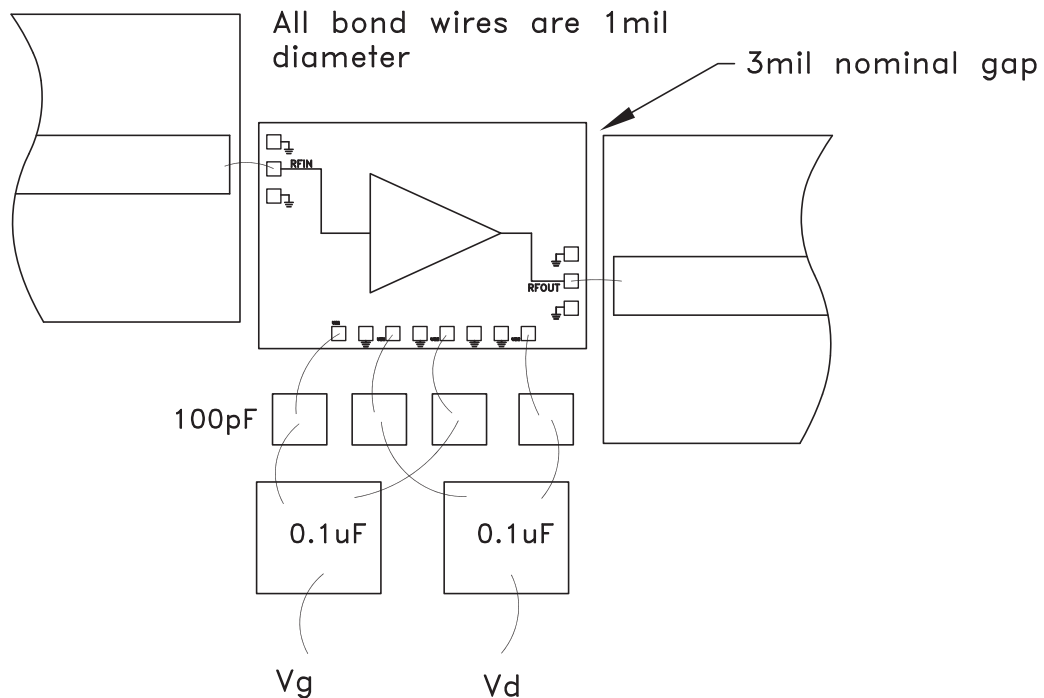 All bond wires are 1mil
diameter
3mil nominal gap
RFIN
RFOUT
100pF
0.1uF
0.1uF
Vg
Vd